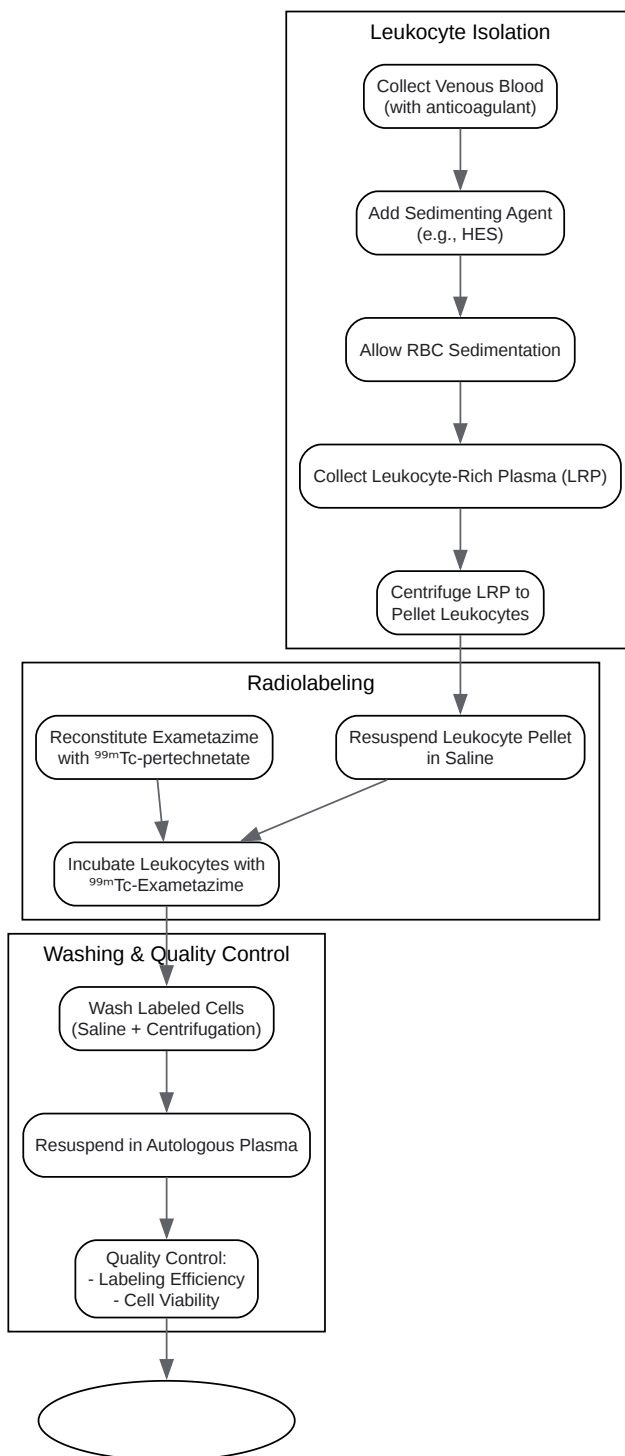 Leukocyte Isolation
Collect Venous Blood
(with anticoagulant)
Add Sedimenting Agent
(e.g., HES)
Allow RBC Sedimentation
Collect Leukocyte-Rich Plasma (LRP)
Centrifuge LRP to
Pellet Leukocytes
Radiolabeling
Reconstitute Exametazime
with ⁹⁹ᵐTc-pertechnetate
Resuspend Leukocyte Pellet
in Saline
Incubate Leukocytes with
⁹⁹ᵐTc-Exametazime
Washing & Quality Control
Wash Labeled Cells
(Saline + Centrifugation)
Resuspend in Autologous Plasma
Quality Control:
- Labeling Efficiency
- Cell Viability